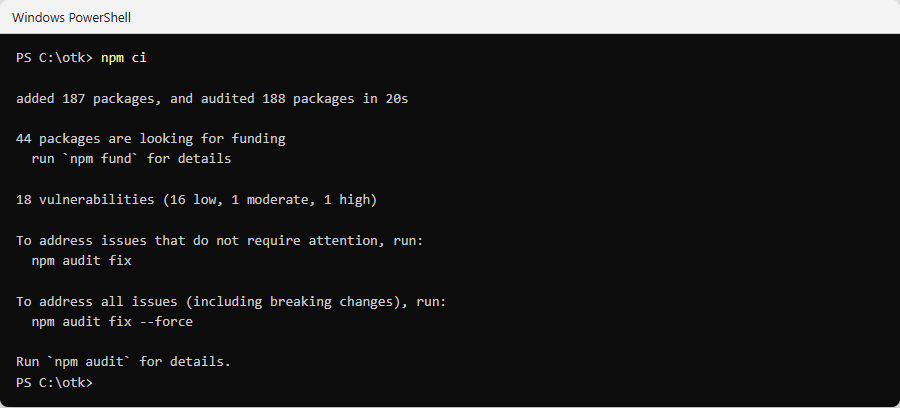 Windows PowerShell
PS C:\otk> npm ci
added 187 packages, and audited 188 packages in 20s
44 packages are looking for funding
  run `npm fund` for details
18 vulnerabilities (16 low, 1 moderate, 1 high)
To address issues that do not require attention, run:
  npm audit fix
To address all issues (including breaking changes), run:
  npm audit fix --force
Run `npm audit` for details.
PS C:\otk>